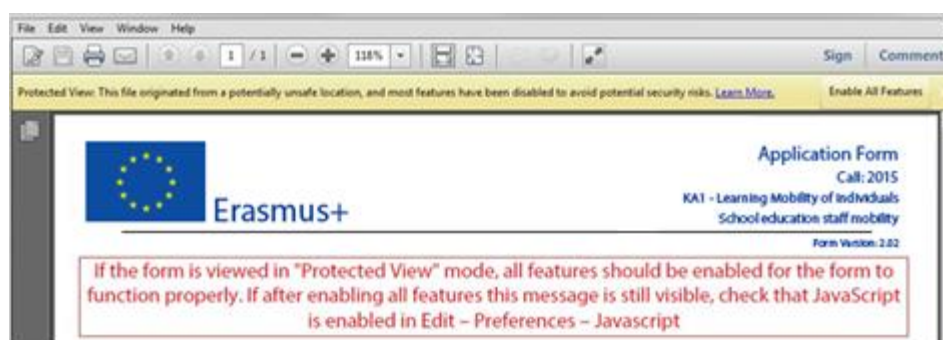 File Edit View Window Help
1 / 1 118% Sign Comment
Protected View: This file originated from a potentially unsafe location, and most features have been disabled to avoid potential security risks. Learn More. Enable All Features
Application Form
Call: 2015
KA1 - Learning Mobility of Individuals
Erasmus+
School education staff mobility
Form Version: 2.02
If the form is viewed in "Protected View" mode, all features should be enabled for the form to
function properly. If after enabling all features this message is still visible, check that JavaScript
is enabled in Edit – Preferences – Javascript